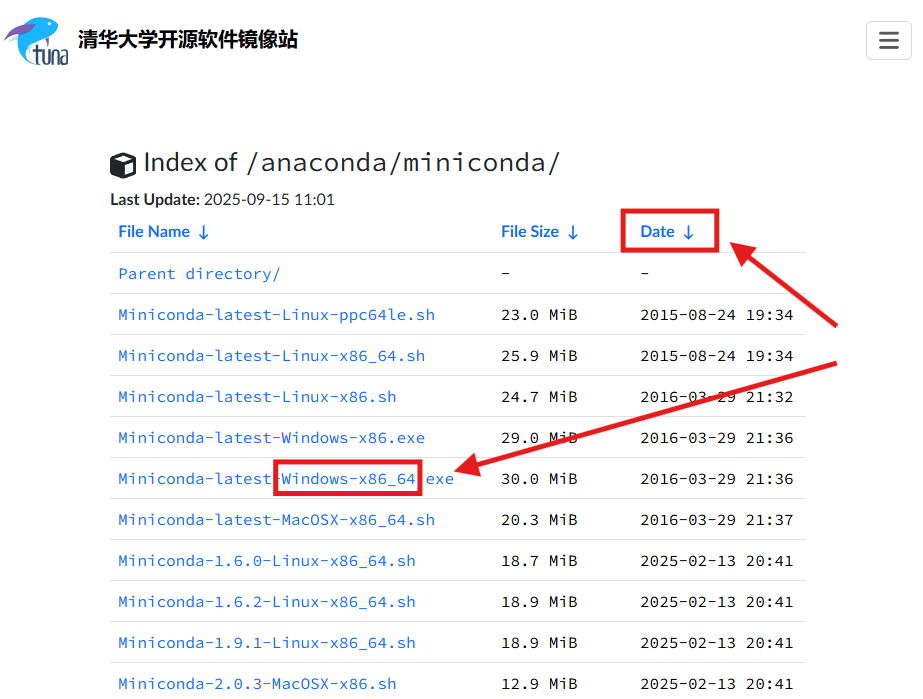 tuna 清华大学开源软件镜像站
Index of /anaconda/miniconda/
Last Update: 2025-09-15 11:01
File Name ↓ File Size ↓ Date ↓
Parent directory/ - -
Miniconda-latest-Linux-ppc64le.sh 23.0 MiB 2015-08-24 19:34
Miniconda-latest-Linux-x86_64.sh 25.9 MiB 2015-08-24 19:34
Miniconda-latest-Linux-x86.sh 24.7 MiB 2016-03-29 21:32
Miniconda-latest-Windows-x86.exe 29.0 MiB 2016-03-29 21:36
Miniconda-latest-Windows-x86_64.exe 30.0 MiB 2016-03-29 21:36
Miniconda-latest-MacOSX-x86_64.sh 20.3 MiB 2016-03-29 21:37
Miniconda-1.6.0-Linux-x86_64.sh 18.7 MiB 2025-02-13 20:41
Miniconda-1.6.2-Linux-x86_64.sh 18.9 MiB 2025-02-13 20:41
Miniconda-1.9.1-Linux-x86_64.sh 18.9 MiB 2025-02-13 20:41
Miniconda-2.0.3-MacOSX-x86.sh 12.9 MiB 2025-02-13 20:41